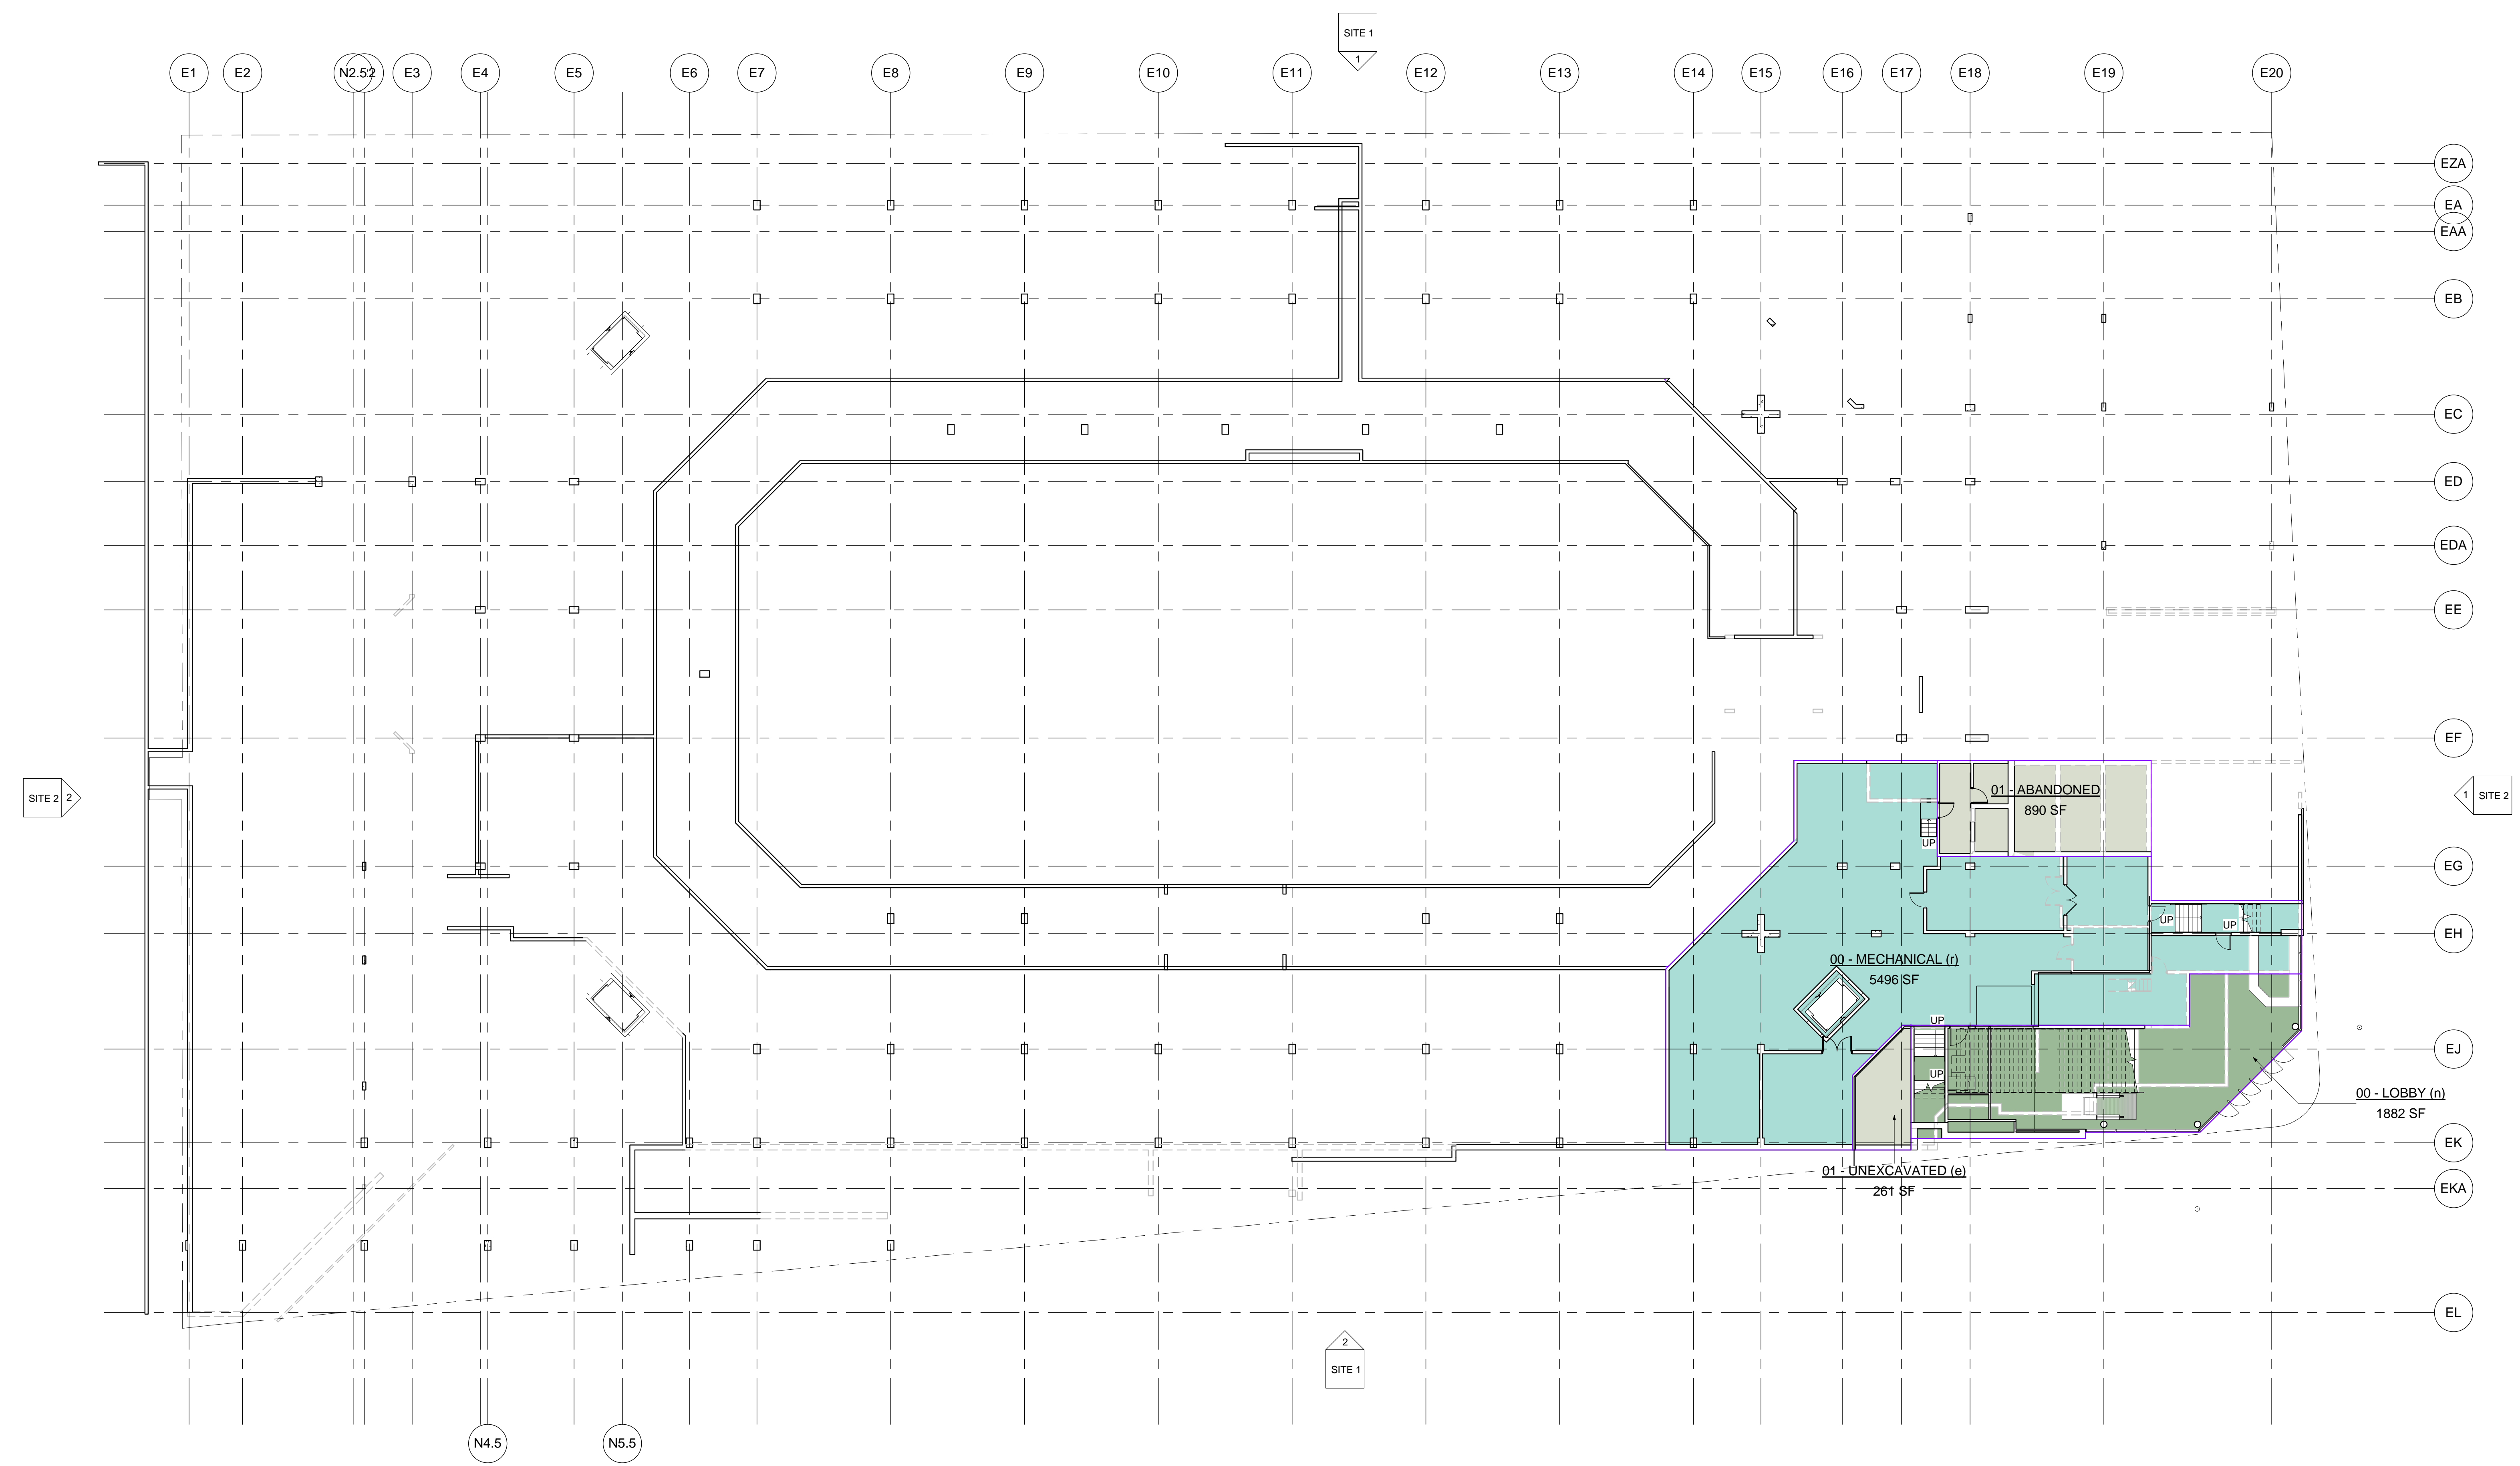 SITE 1
1
E1
E2
N2.5
2
E3
E4
E5
E6
E7
E8
E9
E10
E11
E12
E13
E14
E15
E16
E17
E18
E19
E20
EZA
EA
EAA
EB
EC
ED
EDA
EE
EF
SITE 2
2
1
SITE 2
01 - ABANDONED
890 SF
UP
EG
UP
UP
EH
00 - MECHANICAL (r)
5496 SF
UP
EJ
UP
00 - LOBBY (n)
1882 SF
EK
01 - UNEXCAVATED (e)
261 SF
EKA
EL
2
SITE 1
N4.5
N5.5